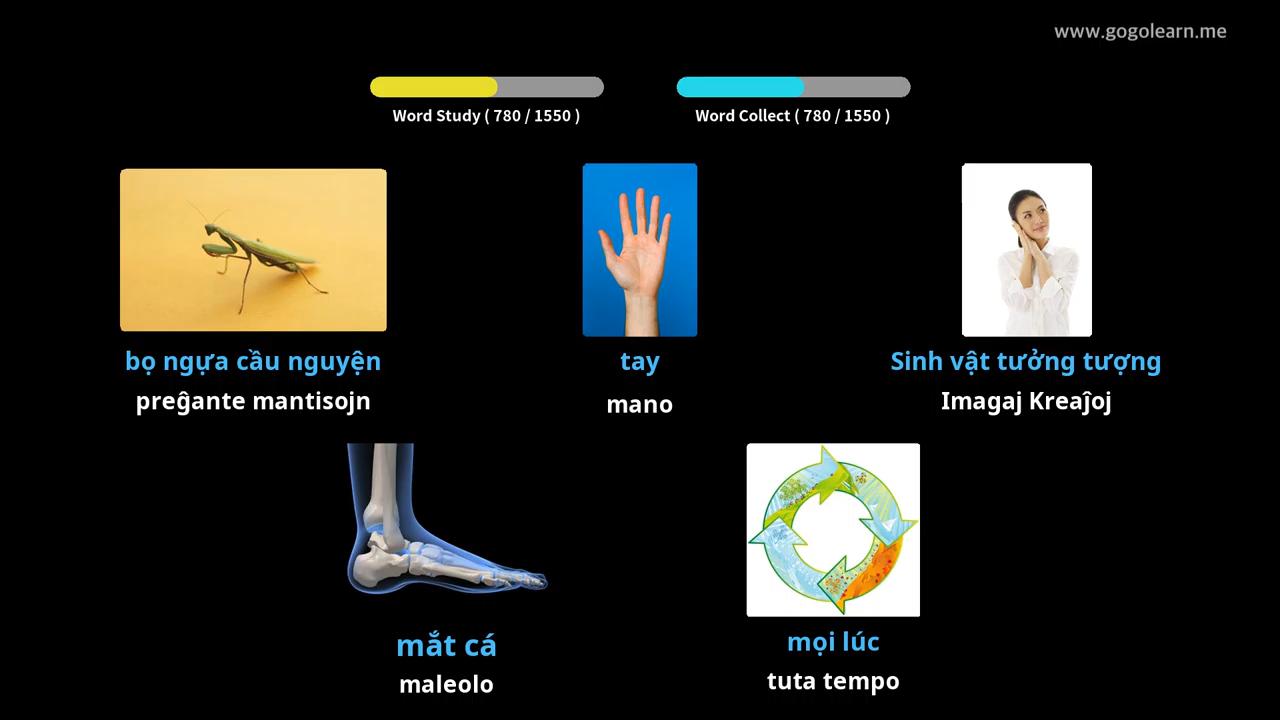 www.gogolearn.me
Word Study ( 780 / 1550 )
Word Collect ( 780 / 1550 )
bọ ngựa cầu nguyện
preĝante mantisojn
tay
mano
Sinh vật tưởng tượng
Imagaj Kreaĵoj
mắt cá
maleolo
mọi lúc
tuta tempo